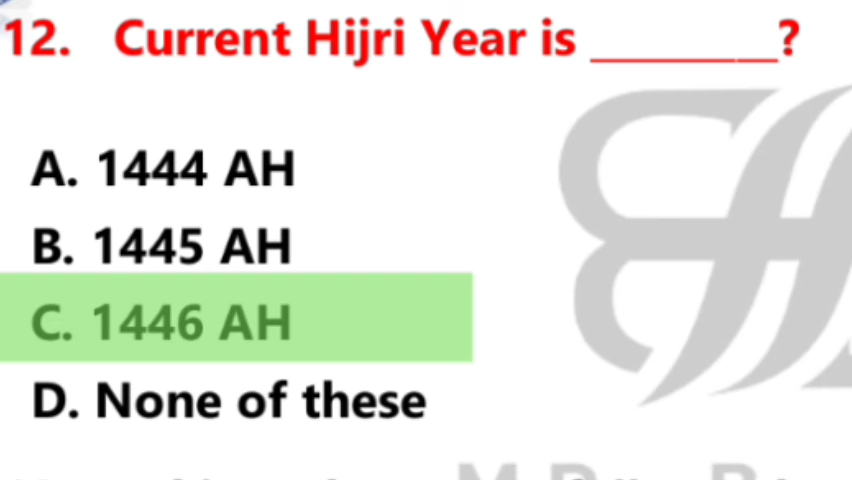 12. Current Hijri Year is ________?
A. 1444 AH
B. 1445 AH
C. 1446 AH
D. None of these